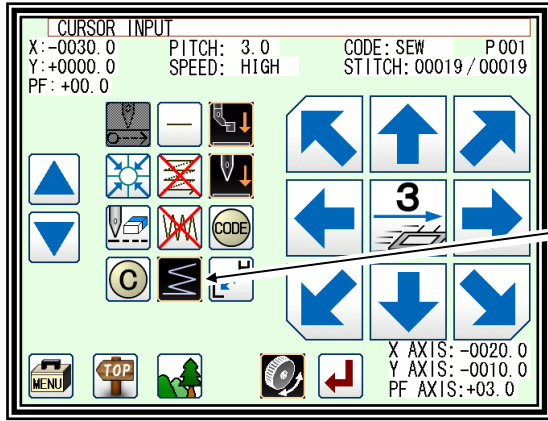 CURSOR INPUT
X:-0030.0 PITCH: 3.0 CODE: SEW P001
Y:+0000.0 SPEED: HIGH STITCH: 00019/00019
PF: +00.0
3
CODE
C
L H
X AXIS: -0020.0
Y AXIS: -0010.0
PF AXIS:+03.0
MENU TOP